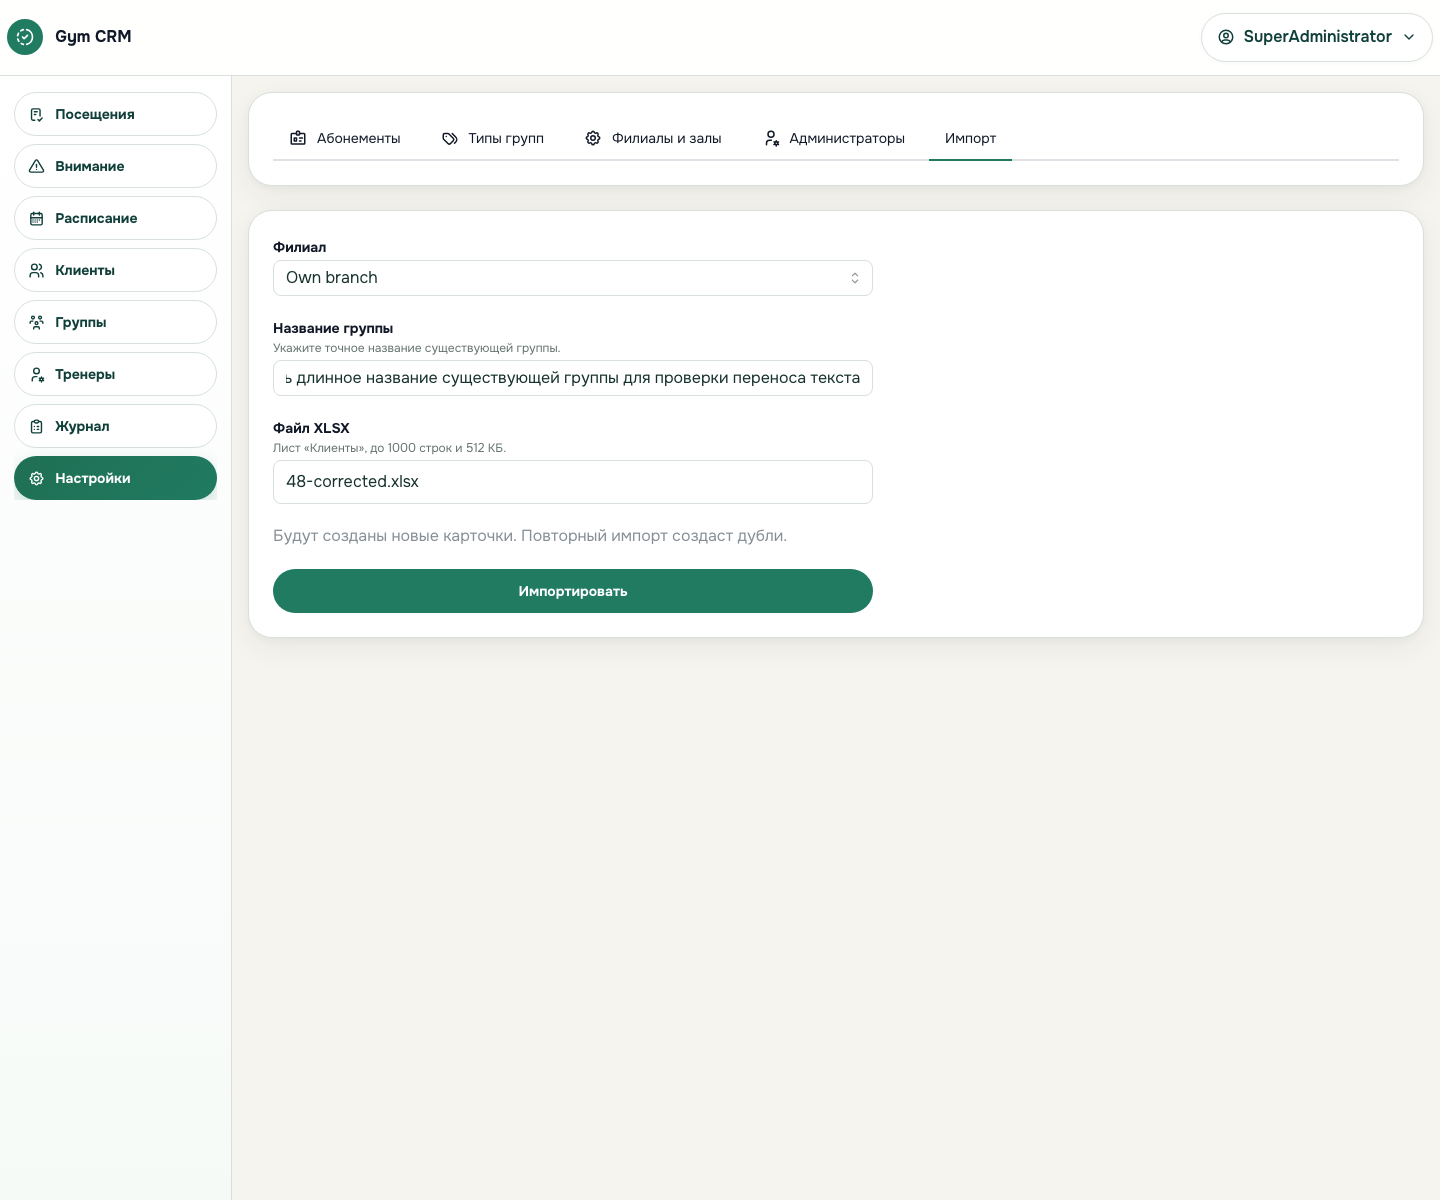 Gym CRM
SuperAdministrator
Посещения
Внимание
Расписание
Клиенты
Группы
Тренеры
Журнал
Настройки
Абонементы
Типы групп
Филиалы и залы
Администраторы
Импорт
Филиал
Own branch
Название группы
Укажите точное название существующей группы.
ь длинное название существующей группы для проверки переноса текста
Файл XLSX
Лист «Клиенты», до 1000 строк и 512 КБ.
48-corrected.xlsx
Будут созданы новые карточки. Повторный импорт создаст дубли.
Импортировать